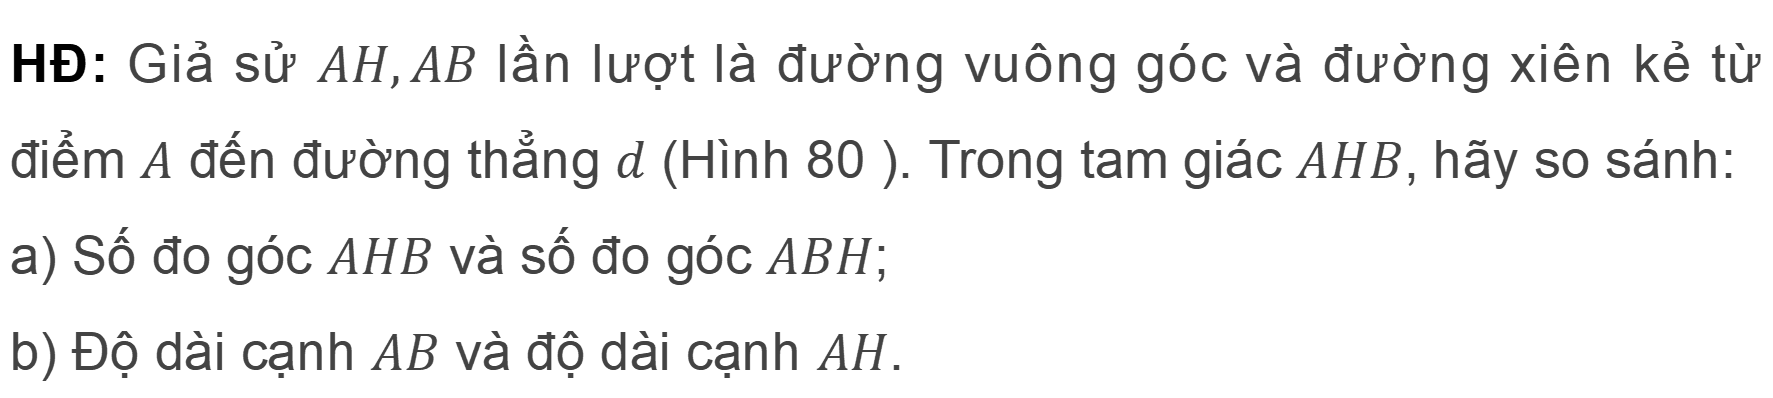 HĐ: Giả sử AH, AB lần lượt là đường vuông góc và đường xiên kẻ từ
điểm A đến đường thẳng d (Hình 80 ). Trong tam giác AHB, hãy so sánh:
a) Số đo góc AHB và số đo góc ABH;
b) Độ dài cạnh AB và độ dài cạnh AH.